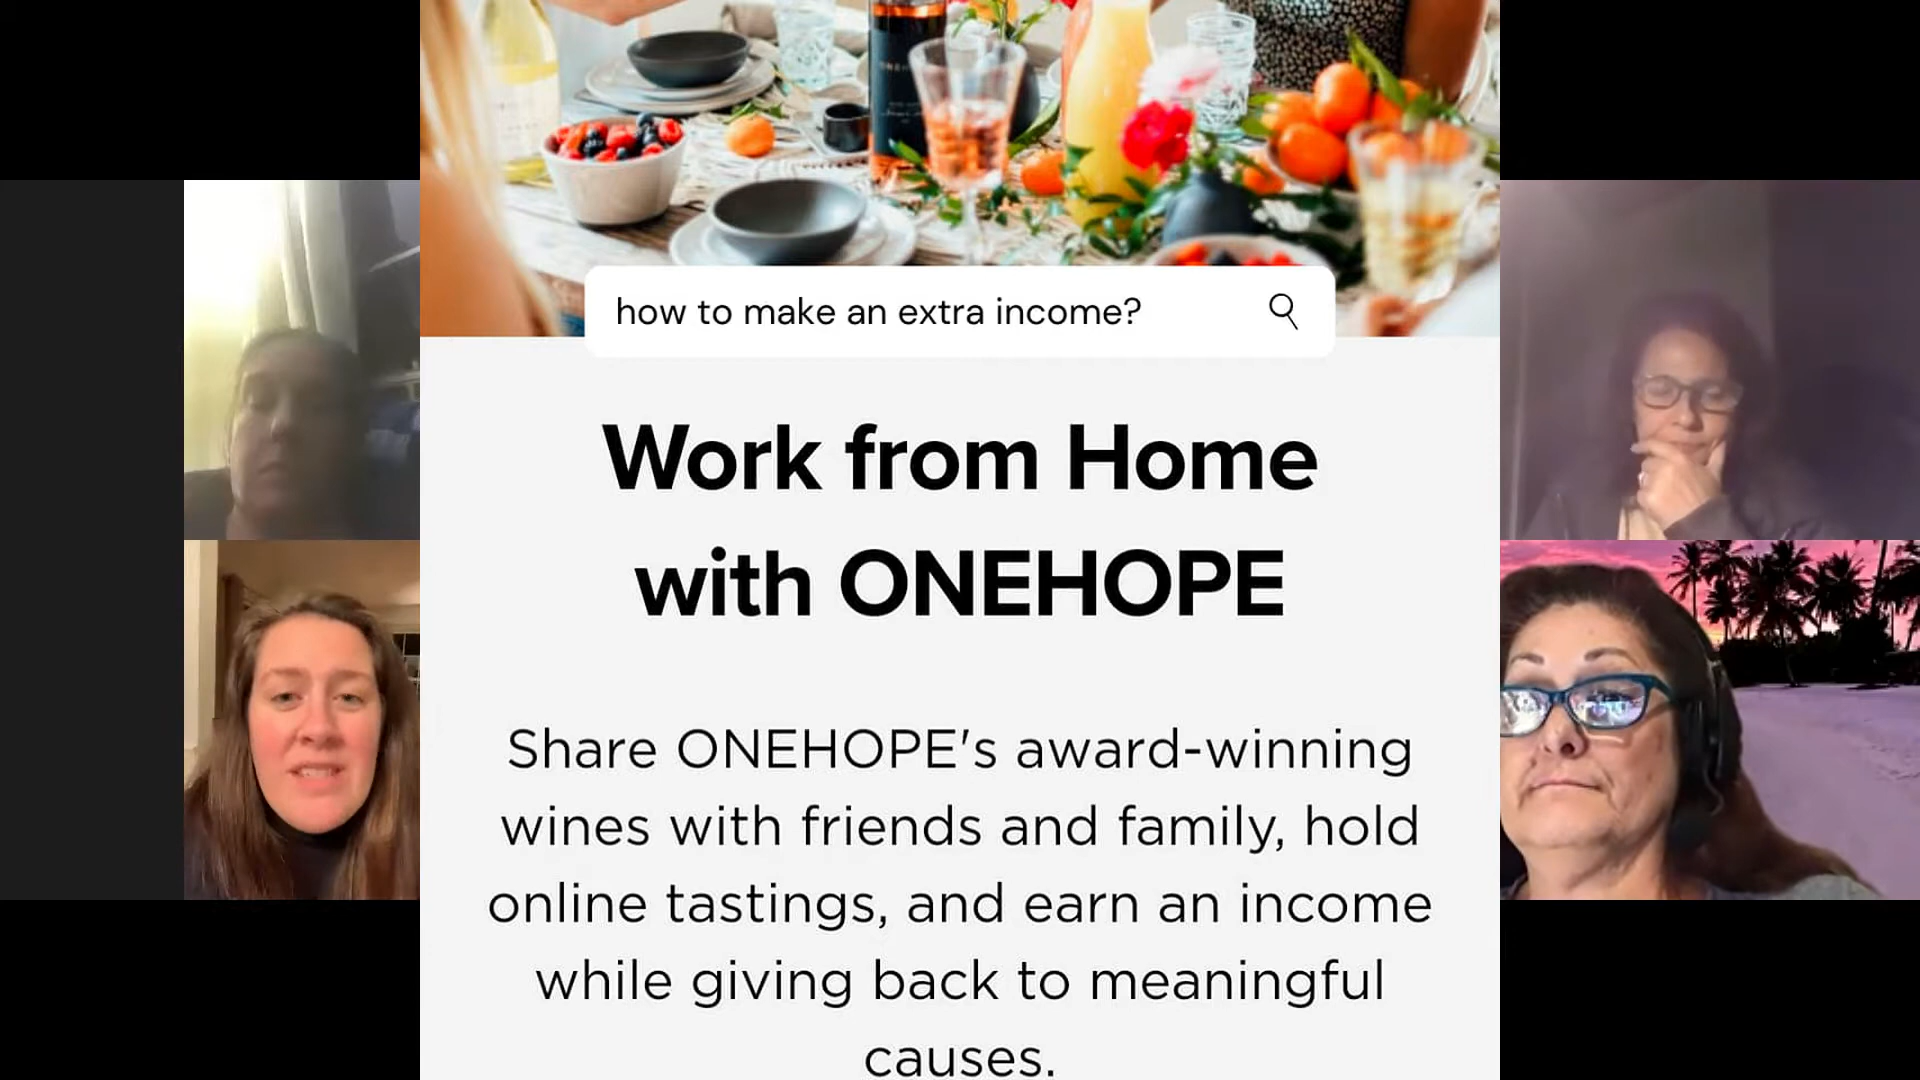 how to make an extra income?
Work from Home
with ONEHOPE
Share ONEHOPE's award-winning
wines with friends and family, hold
online tastings, and earn an income
while giving back to meaningful
causes.